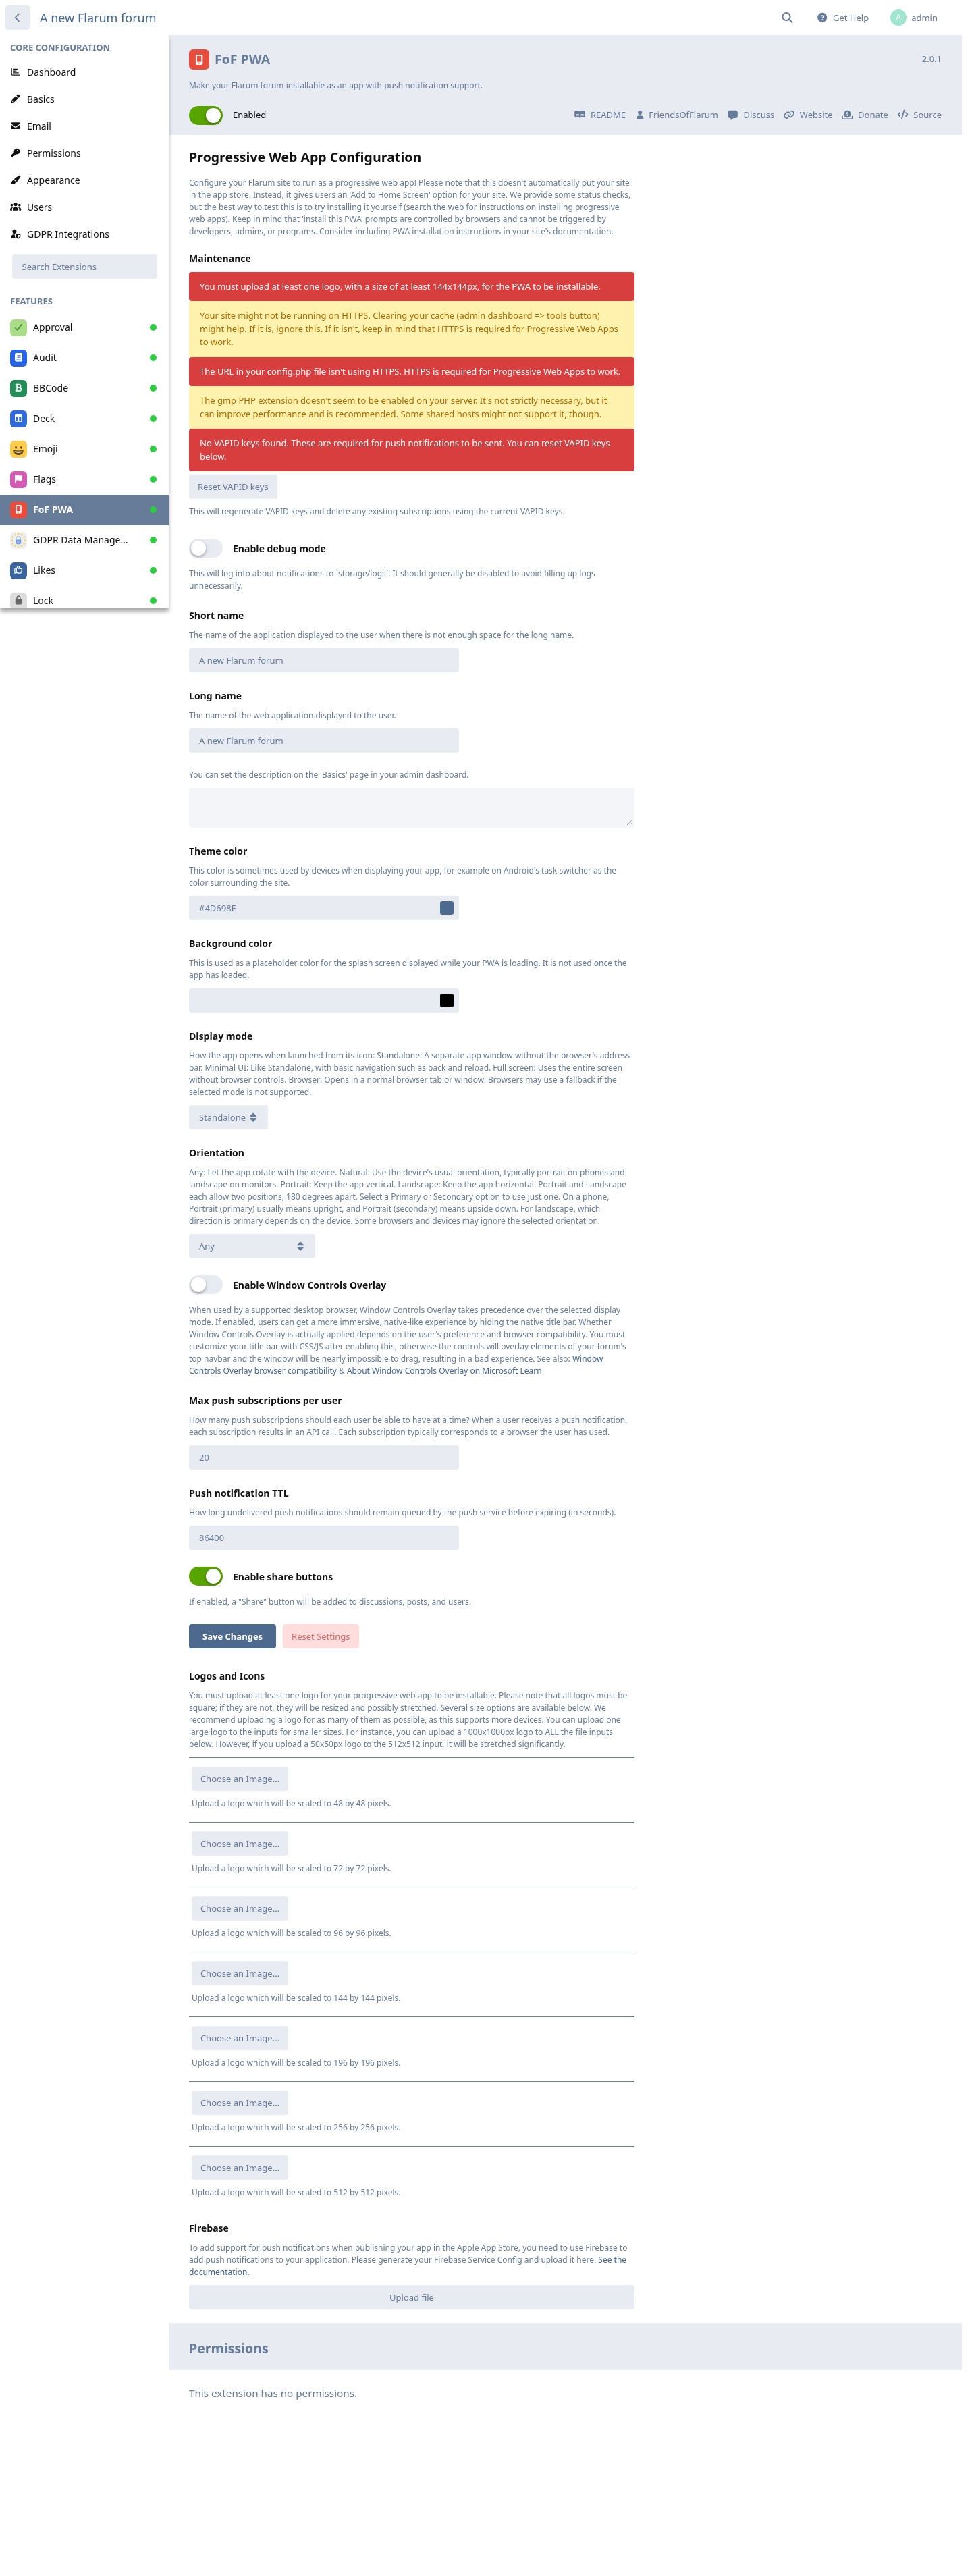 A new Flarum forum
Get Help
A
admin
CORE CONFIGURATION
Dashboard
Basics
Email
Permissions
Appearance
Users
GDPR Integrations
Search Extensions
FEATURES
Approval
Audit
BBCode
Deck
Emoji
Flags
FoF PWA
GDPR Data Manage...
Likes
Lock
FoF PWA
2.0.1
Make your Flarum forum installable as an app with push notification support.
Enabled
README
FriendsOfFlarum
Discuss
Website
Donate
Source
Progressive Web App Configuration
Configure your Flarum site to run as a progressive web app! Please note that this doesn't automatically put your site
in the app store. Instead, it gives users an 'Add to Home Screen' option for your site. We provide some status checks,
but the best way to test this is to try installing it yourself (search the web for instructions on installing progressive
web apps). Keep in mind that 'install this PWA' prompts are controlled by browsers and cannot be triggered by
developers, admins, or programs. Consider including PWA installation instructions in your site's documentation.
Maintenance
You must upload at least one logo, with a size of at least 144x144px, for the PWA to be installable.
Your site might not be running on HTTPS. Clearing your cache (admin dashboard => tools button)
might help. If it is, ignore this. If it isn't, keep in mind that HTTPS is required for Progressive Web Apps
to work.
The URL in your config.php file isn't using HTTPS. HTTPS is required for Progressive Web Apps to work.
The gmp PHP extension doesn't seem to be enabled on your server. It's not strictly necessary, but it
can improve performance and is recommended. Some shared hosts might not support it, though.
No VAPID keys found. These are required for push notifications to be sent. You can reset VAPID keys
below.
Reset VAPID keys
This will regenerate VAPID keys and delete any existing subscriptions using the current VAPID keys.
Enable debug mode
This will log info about notifications to `storage/logs`. It should generally be disabled to avoid filling up logs
unnecessarily.
Short name
The name of the application displayed to the user when there is not enough space for the long name.
A new Flarum forum
Long name
The name of the web application displayed to the user.
A new Flarum forum
You can set the description on the 'Basics' page in your admin dashboard.
Theme color
This color is sometimes used by devices when displaying your app, for example on Android's task switcher as the
color surrounding the site.
#4D698E
Background color
This is used as a placeholder color for the splash screen displayed while your PWA is loading. It is not used once the
app has loaded.
Display mode
How the app opens when launched from its icon: Standalone: A separate app window without the browser's address
bar. Minimal UI: Like Standalone, with basic navigation such as back and reload. Full screen: Uses the entire screen
without browser controls. Browser: Opens in a normal browser tab or window. Browsers may use a fallback if the
selected mode is not supported.
Standalone
Orientation
Any: Let the app rotate with the device. Natural: Use the device's usual orientation, typically portrait on phones and
landscape on monitors. Portrait: Keep the app vertical. Landscape: Keep the app horizontal. Portrait and Landscape
each allow two positions, 180 degrees apart. Select a Primary or Secondary option to use just one. On a phone,
Portrait (primary) usually means upright, and Portrait (secondary) means upside down. For landscape, which
direction is primary depends on the device. Some browsers and devices may ignore the selected orientation.
Any
Enable Window Controls Overlay
When used by a supported desktop browser, Window Controls Overlay takes precedence over the selected display
mode. If enabled, users can get a more immersive, native-like experience by hiding the native title bar. Whether
Window Controls Overlay is actually applied depends on the user's preference and browser compatibility. You must
customize your title bar with CSS/JS after enabling this, otherwise the controls will overlay elements of your forum's
top navbar and the window will be nearly impossible to drag, resulting in a bad experience. See also: Window
Controls Overlay browser compatibility & About Window Controls Overlay on Microsoft Learn
Max push subscriptions per user
How many push subscriptions should each user be able to have at a time? When a user receives a push notification,
each subscription results in an API call. Each subscription typically corresponds to a browser the user has used.
20
Push notification TTL
How long undelivered push notifications should remain queued by the push service before expiring (in seconds).
86400
Enable share buttons
If enabled, a "Share" button will be added to discussions, posts, and users.
Save Changes
Reset Settings
Logos and Icons
You must upload at least one logo for your progressive web app to be installable. Please note that all logos must be
square; if they are not, they will be resized and possibly stretched. Several size options are available below. We
recommend uploading a logo for as many of them as possible, as this supports more devices. You can upload one
large logo to the inputs for smaller sizes. For instance, you can upload a 1000x1000px logo to ALL the file inputs
below. However, if you upload a 50x50px logo to the 512x512 input, it will be stretched significantly.
Choose an Image...
Upload a logo which will be scaled to 48 by 48 pixels.
Choose an Image...
Upload a logo which will be scaled to 72 by 72 pixels.
Choose an Image...
Upload a logo which will be scaled to 96 by 96 pixels.
Choose an Image...
Upload a logo which will be scaled to 144 by 144 pixels.
Choose an Image...
Upload a logo which will be scaled to 196 by 196 pixels.
Choose an Image...
Upload a logo which will be scaled to 256 by 256 pixels.
Choose an Image...
Upload a logo which will be scaled to 512 by 512 pixels.
Firebase
To add support for push notifications when publishing your app in the Apple App Store, you need to use Firebase to
add push notifications to your application. Please generate your Firebase Service Config and upload it here. See the
documentation.
Upload file
Permissions
This extension has no permissions.